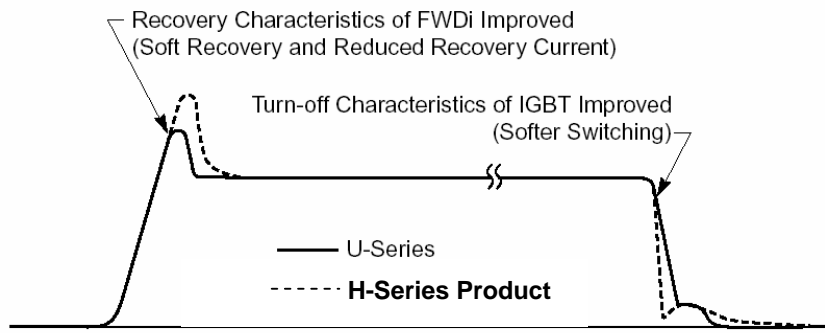 Recovery Characteristics of FWDi Improved
(Soft Recovery and Reduced Recovery Current)
Turn-off Characteristics of IGBT Improved
(Softer Switching)
U-Series
H-Series Product